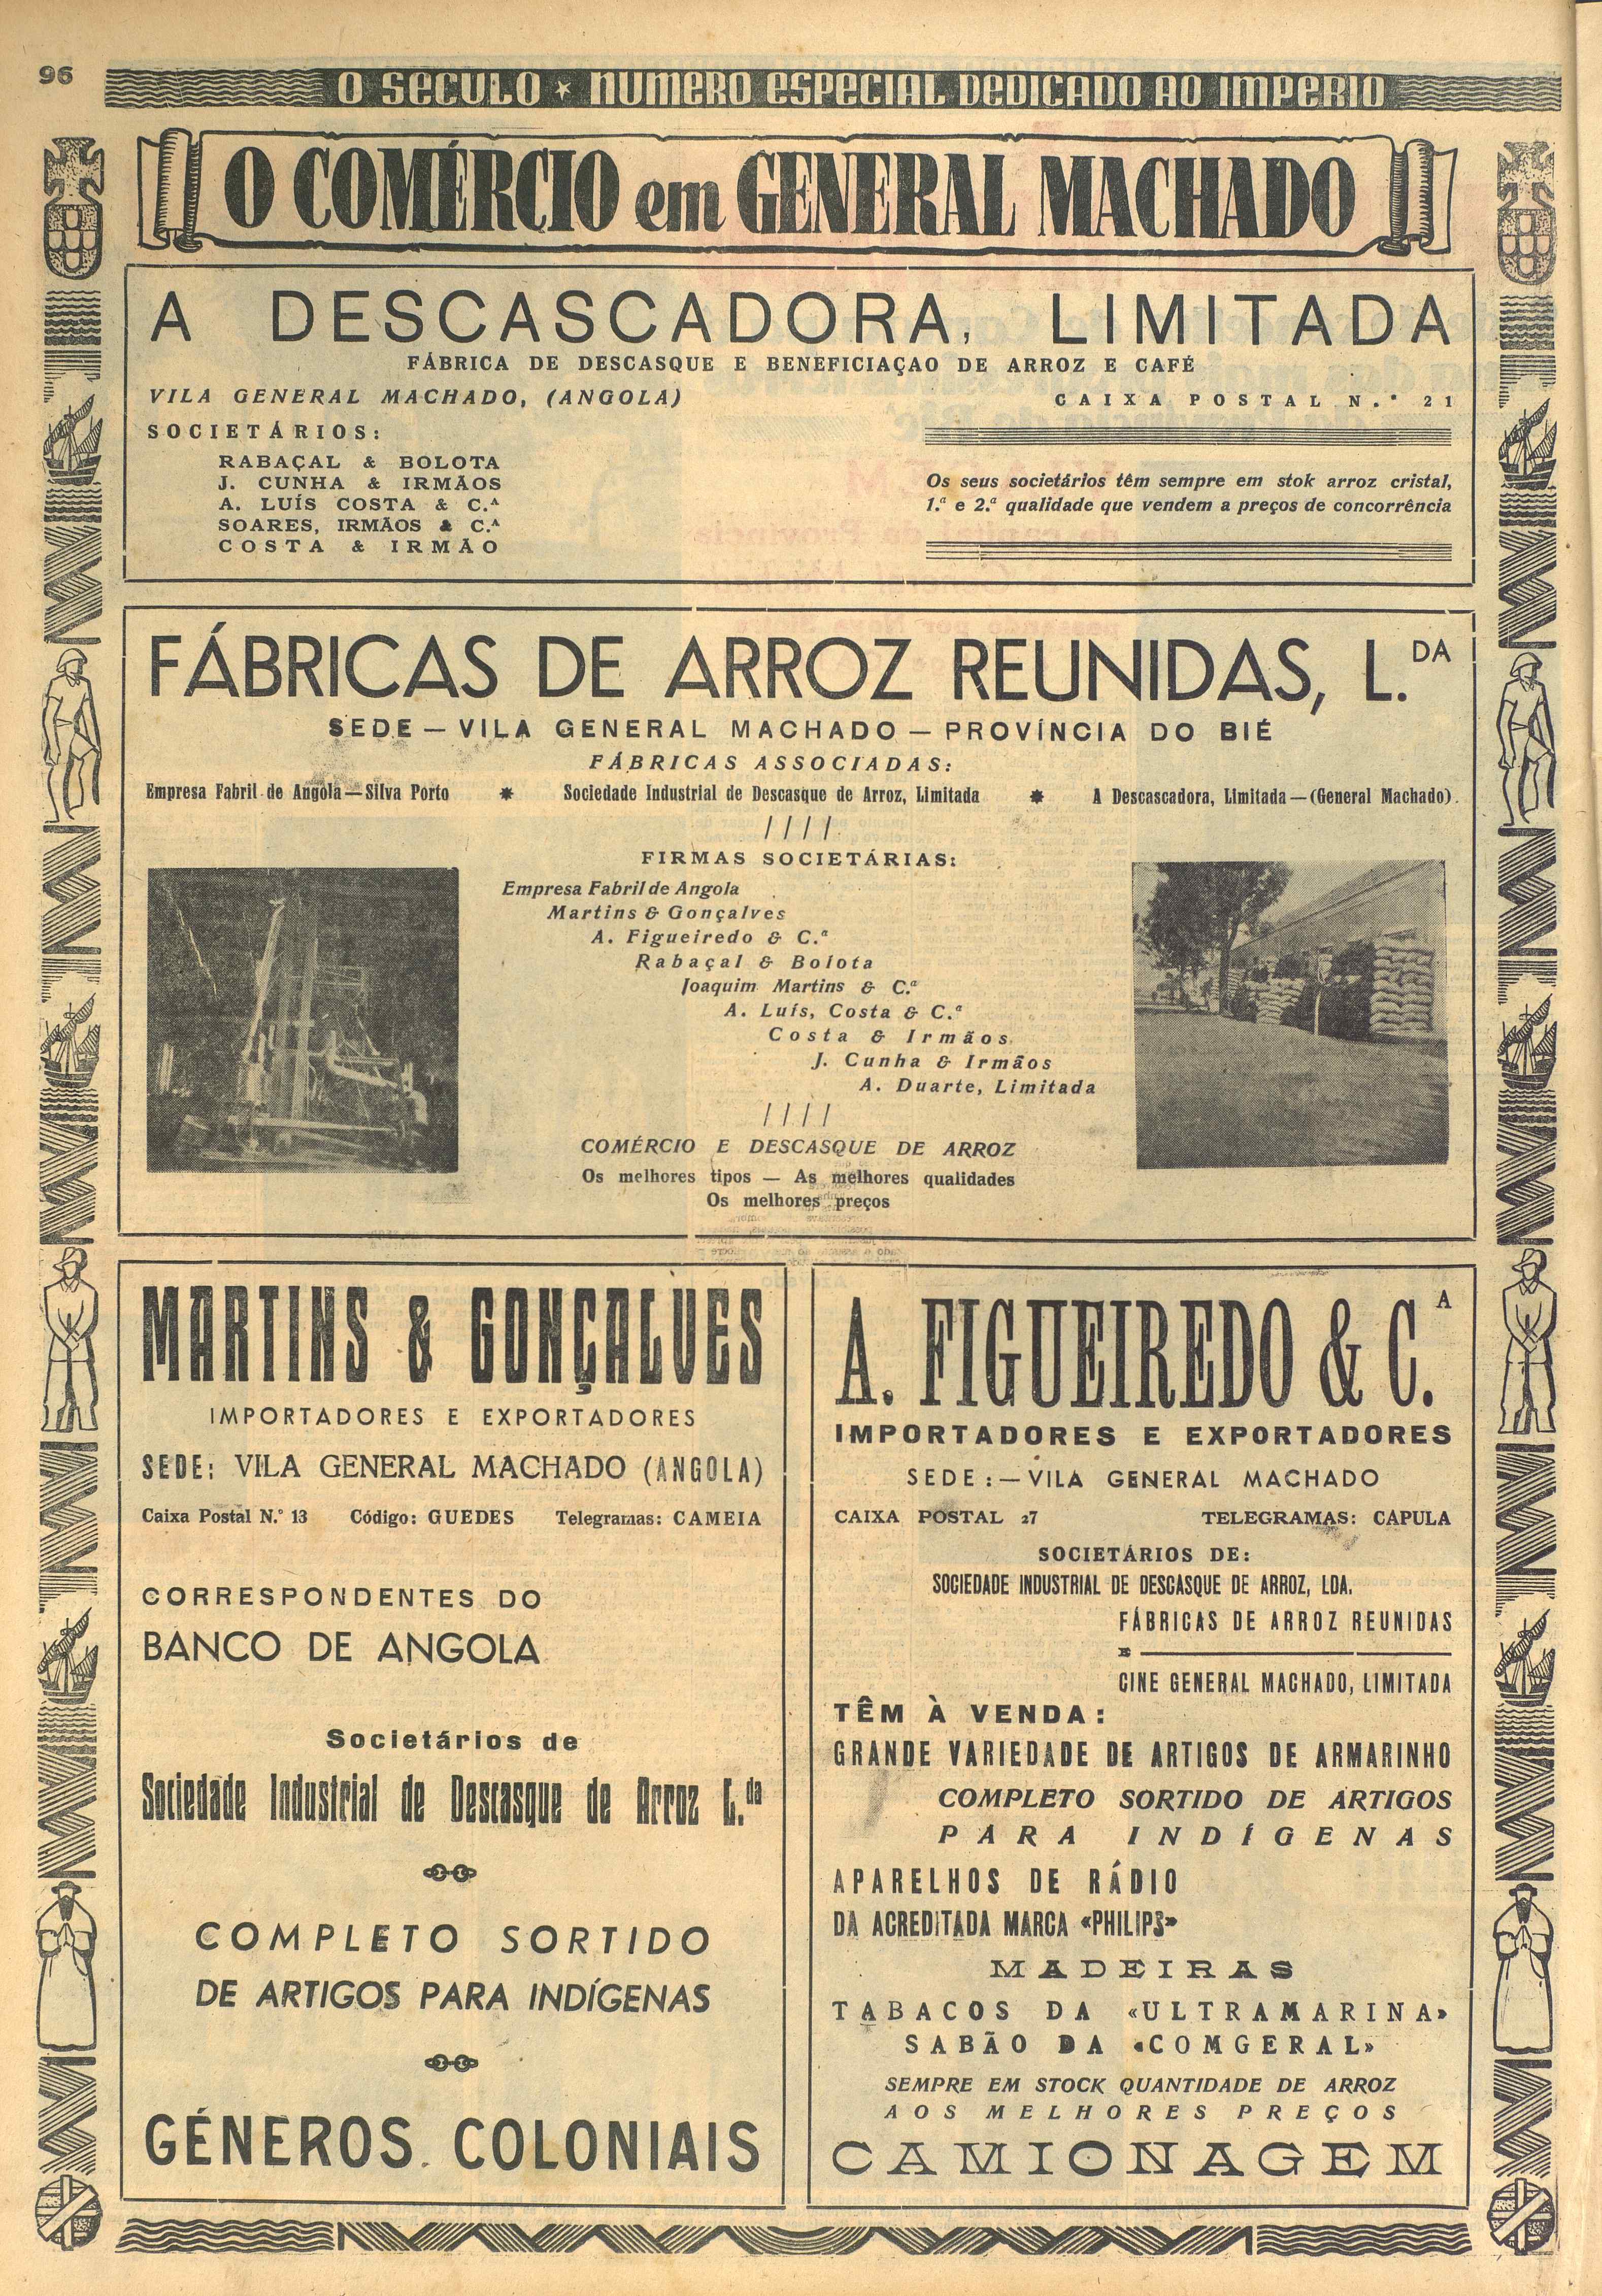 96
O SECULO ★ NUMERO ESPECIAL DEDICADO AO IMPERIO
O COMÉRCIO em GENERAL MACHADO
A DESCASCADORA, LIMITADA
FÁBRICA DE DESCASQUE E BENEFICIAÇAO DE ARROZ E CAFÉ
VILA GENERAL MACHADO, (ANGOLA)
CAIXA POSTAL N.º 21
SOCIETÁRIOS:
RABAÇAL & BOLOTA
J. CUNHA & IRMÃOS
A. LUÍS COSTA & C.ᴬ
SOARES, IRMÃOS & C.ᴬ
COSTA & IRMÃO
Os seus societários têm sempre em stok arroz cristal,
1.ª e 2.ª qualidade que vendem a preços de concorrência
FÁBRICAS DE ARROZ REUNIDAS, L.DA
SEDE — VILA GENERAL MACHADO — PROVÍNCIA DO BIÉ
FÁBRICAS ASSOCIADAS:
Empresa Fabril de Angola — Silva Porto * Sociedade Industrial de Descasque de Arroz, Limitada * A Descascadora, Limitada — (General Machado).
////
FIRMAS SOCIETÁRIAS:
Empresa Fabril de Angola
Martins & Gonçalves
A. Figueiredo & C.ª
Rabaçal & Bolota
Joaquim Martins & C.ª
A. Luís, Costa & C.ª
Costa & Irmãos
J. Cunha & Irmãos
A. Duarte, Limitada
////
COMÉRCIO E DESCASQUE DE ARROZ
Os melhores tipos — As melhores qualidades
Os melhores preços
MARTINS & GONÇALVES
IMPORTADORES E EXPORTADORES
SEDE: VILA GENERAL MACHADO (ANGOLA)
Caixa Postal N.º 13 Código: GUEDES Telegramas: CAMEIA
CORRESPONDENTES DO
BANCO DE ANGOLA
Societários de
Sociedade Industrial de Descasque de Arroz L.da
COMPLETO SORTIDO
DE ARTIGOS PARA INDÍGENAS
GÉNEROS COLONIAIS
A. FIGUEIREDO & C.ᴬ
IMPORTADORES E EXPORTADORES
SEDE: — VILA GENERAL MACHADO
CAIXA POSTAL 27 TELEGRAMAS: CAPULA
SOCIETÁRIOS DE:
SOCIEDADE INDUSTRIAL DE DESCASQUE DE ARROZ, LDA.
FÁBRICAS DE ARROZ REUNIDAS
E
CINE GENERAL MACHADO, LIMITADA
TÊM À VENDA:
GRANDE VARIEDADE DE ARTIGOS DE ARMARINHO
COMPLETO SORTIDO DE ARTIGOS
PARA INDÍGENAS
APARELHOS DE RÁDIO
DA ACREDITADA MARCA «PHILIPS»
MADEIRAS
TABACOS DA «ULTRAMARINA»
SABÃO DA «COMGERAL»
SEMPRE EM STOCK QUANTIDADE DE ARROZ
AOS MELHORES PREÇOS
CAMIONAGEM